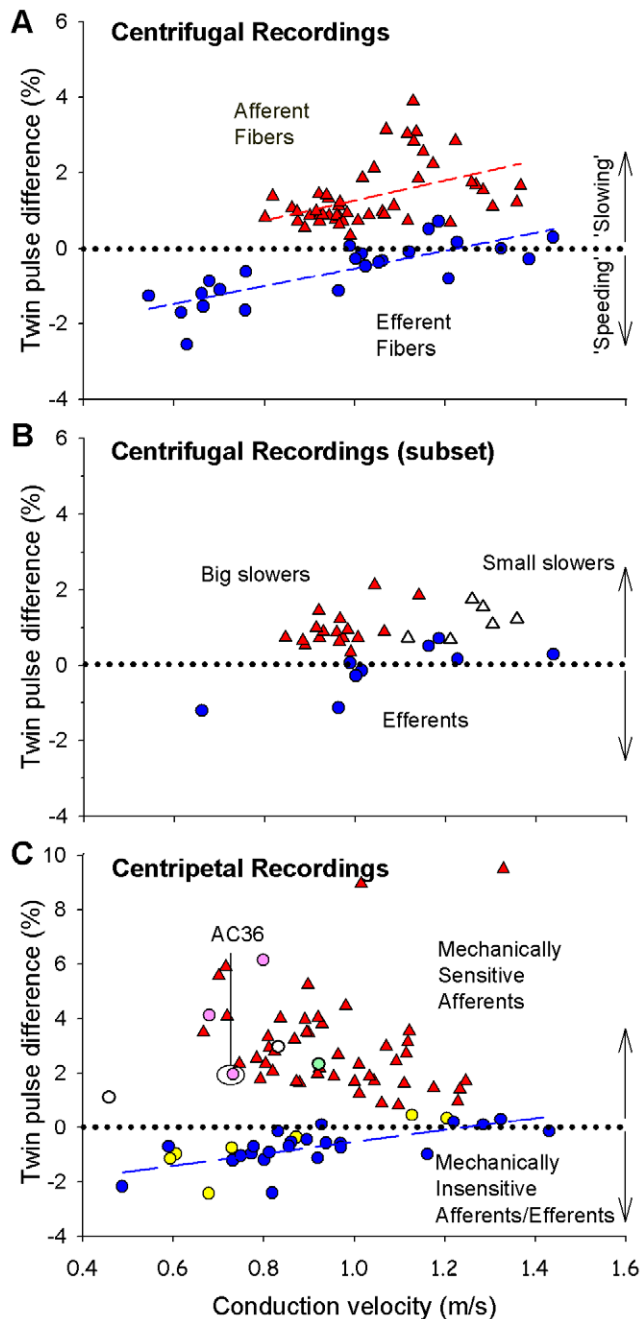 A
Centrifugal Recordings
6
4
2
0
-2
-4
Twin pulse difference (%)
Afferent
Fibers
Efferent
Fibers
'Slowing'
'Speeding'
B
Centrifugal Recordings (subset)
6
4
2
0
-2
-4
Twin pulse difference (%)
Big slowers
Small slowers
Efferents
C
Centripetal Recordings
10
8
6
4
2
0
-2
-4
Twin pulse difference (%)
AC36
Mechanically
Sensitive
Afferents
Mechanically
Insensitive
Afferents/Efferents
0.4 0.6 0.8 1.0 1.2 1.4 1.6
Conduction velocity (m/s)